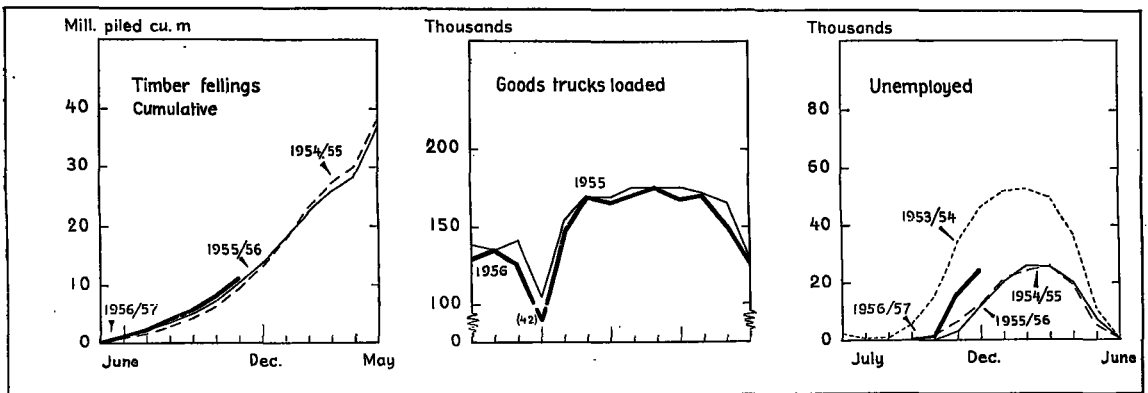 Mill. piled cu. m
Timber fellings
Cumulative
40
30
20
10
0
1954/55
1955/56
1956/57
June
Dec.
May
Thousands
Goods trucks loaded
200
150
100
0
1955
1956
(42)
Thousands
Unemployed
80
60
40
20
0
1953/54
1956/57
1954/55
1955/56
July
Dec.
June